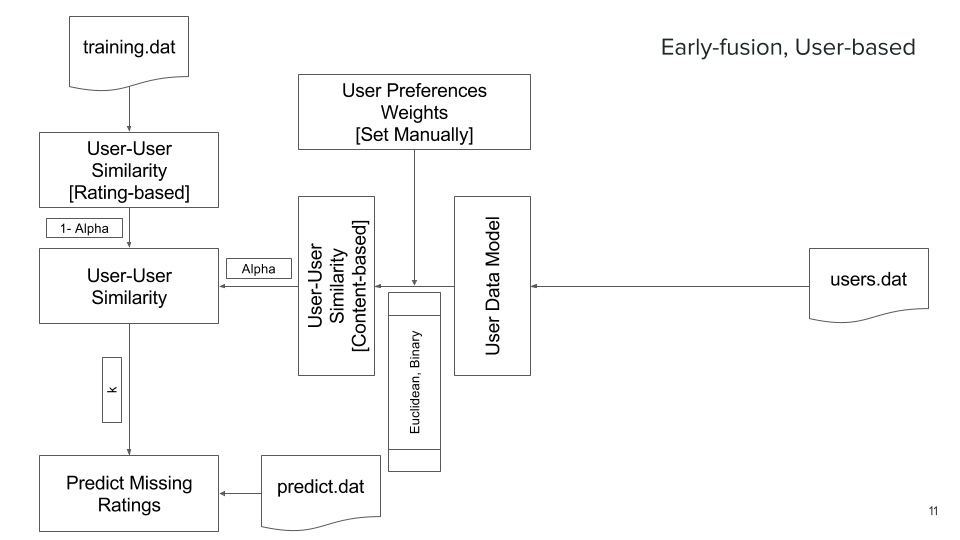 Early-fusion, User-based
training.dat
User Preferences
Weights
[Set Manually]
User-User
Similarity
[Rating-based]
1- Alpha
User-User
Similarity
Alpha
User-User
Similarity
[Content-based]
User Data Model
users.dat
Euclidean, Binary
k
Predict Missing
Ratings
predict.dat
11